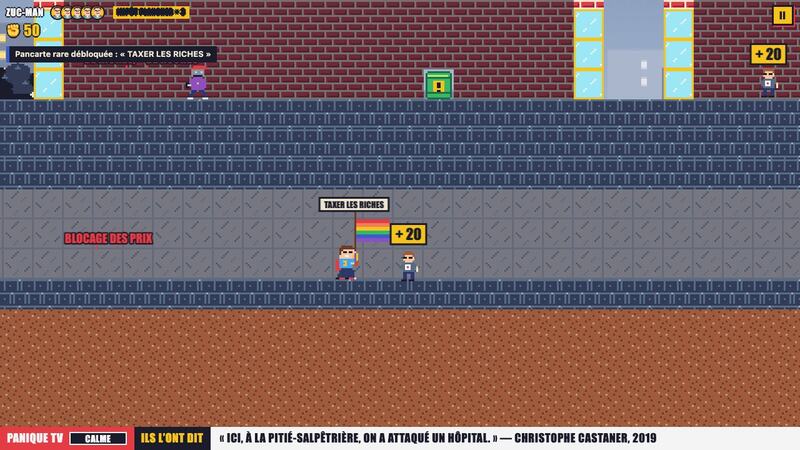 ZUC-MAN
50
Pancarte rare débloquée : « TAXER LES RICHES »
+ 20
TAXER LES RICHES
+ 20
BLOCAGE DES PRIX
PANIQUE TV CALME ILS L'ONT DIT « ICI, À LA PITIÉ-SALPÊTRIÈRE, ON A ATTAQUÉ UN HÔPITAL. » — CHRISTOPHE CASTANER, 2019